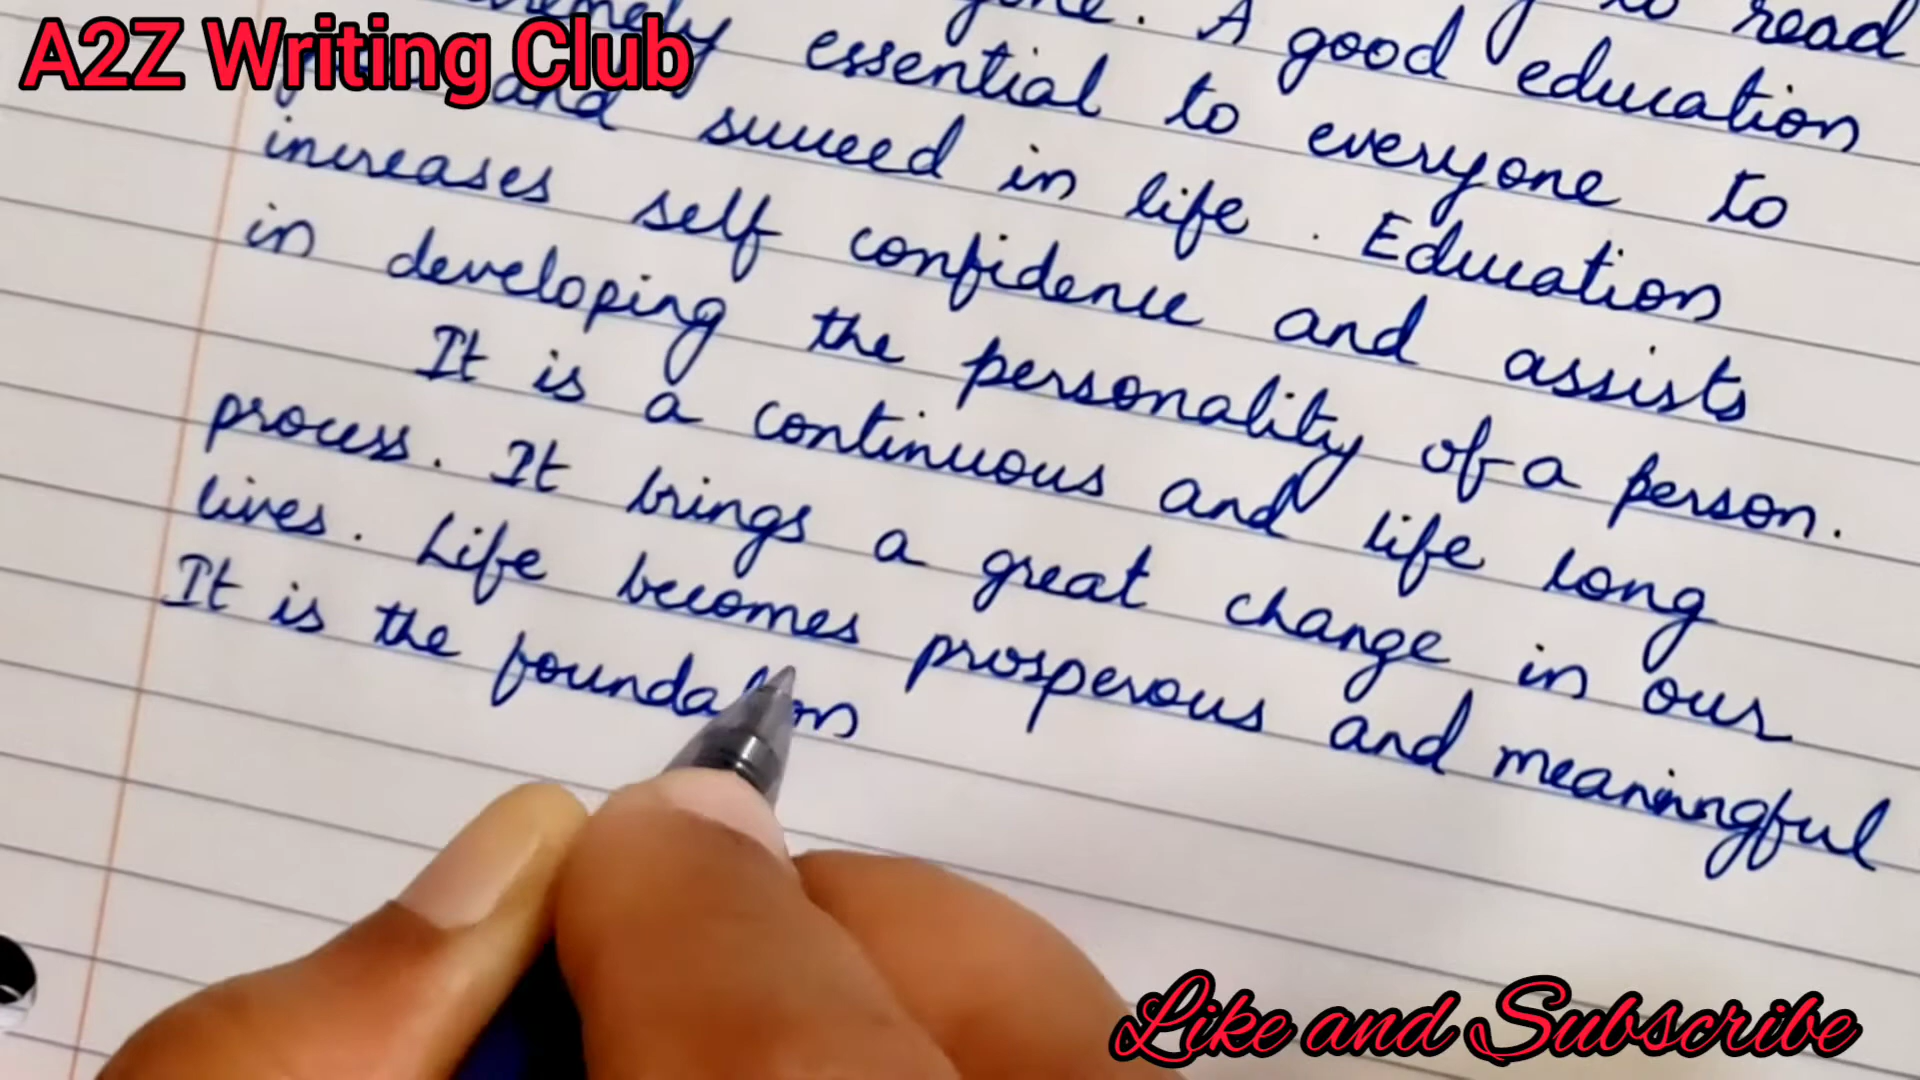 A2Z Writing Club
to read
A good education
essential to everyone to
and succeed in life. Education
increases self confidence and assists
in developing the personality of a person.
It is a continuous and life long
process. It brings a great change in our
lives. Life becomes prosperous and meaningful
It is the foundation
Like and Subscribe